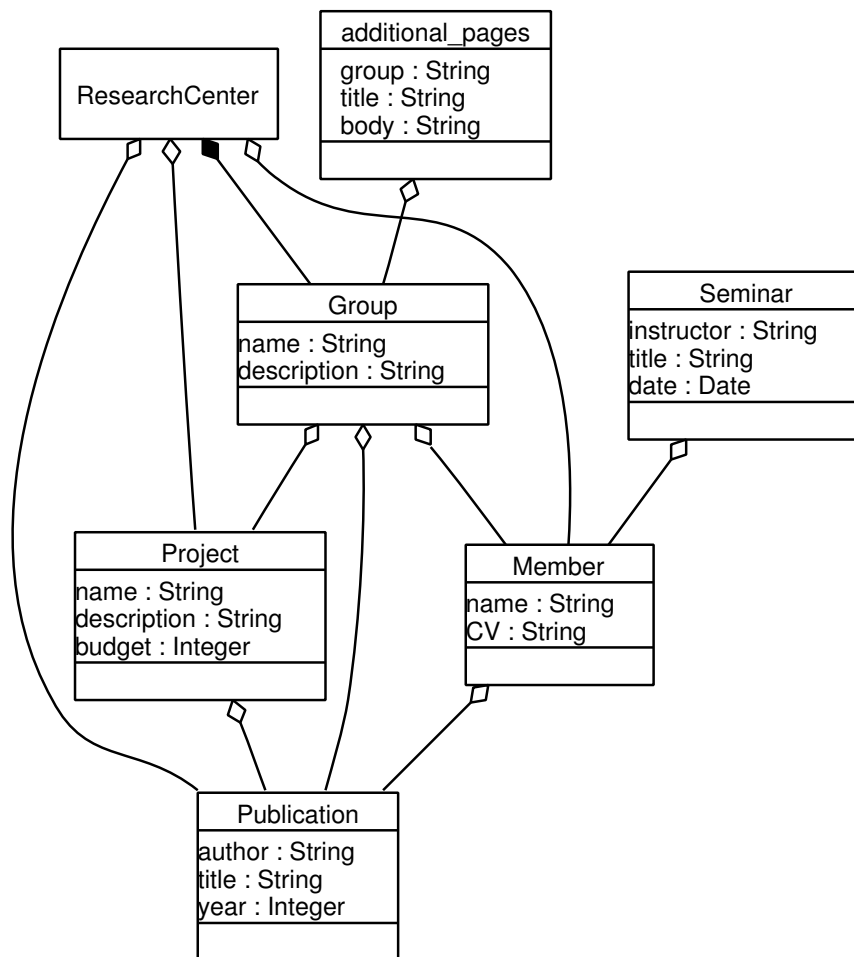 additional_pages
group : String
title : String
body : String
ResearchCenter
Group
name : String
description : String
Seminar
instructor : String
title : String
date : Date
Project
name : String
description : String
budget : Integer
Member
name : String
CV : String
Publication
author : String
title : String
year : Integer